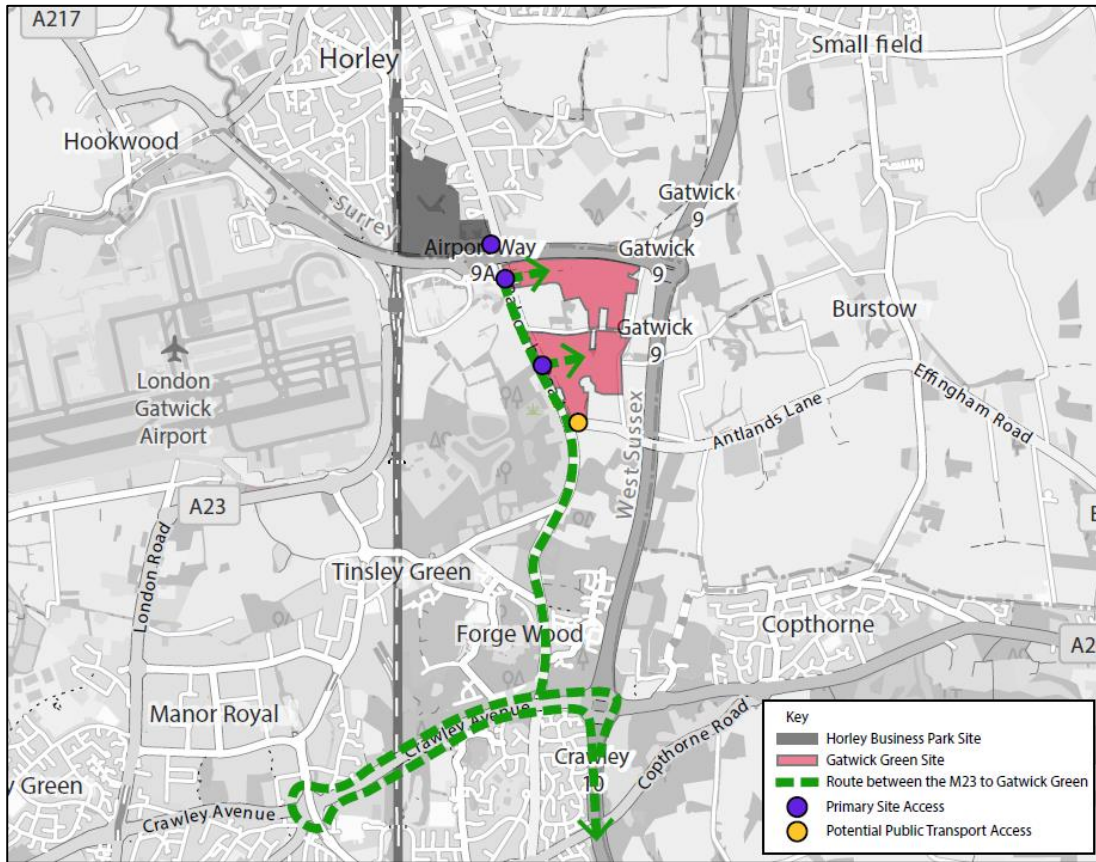 A217
Small field
Horley
Hookwood
Gatwick
9
Surrey
Airport Way
9A
Gatwick
9
Burstow
Gatwick
9
London
Gatwick
Airport
Effingham Road
Antlands Lane
West Sussex
A23
London Road
Tinsley Green
Forge Wood
Copthorne
A2
Manor Royal
Crawley Avenue
Crawley
10
Copthorne Road
y Green
Crawley Avenue
Key
Horley Business Park Site
Gatwick Green Site
Route between the M23 to Gatwick Green
Primary Site Access
Potential Public Transport Access